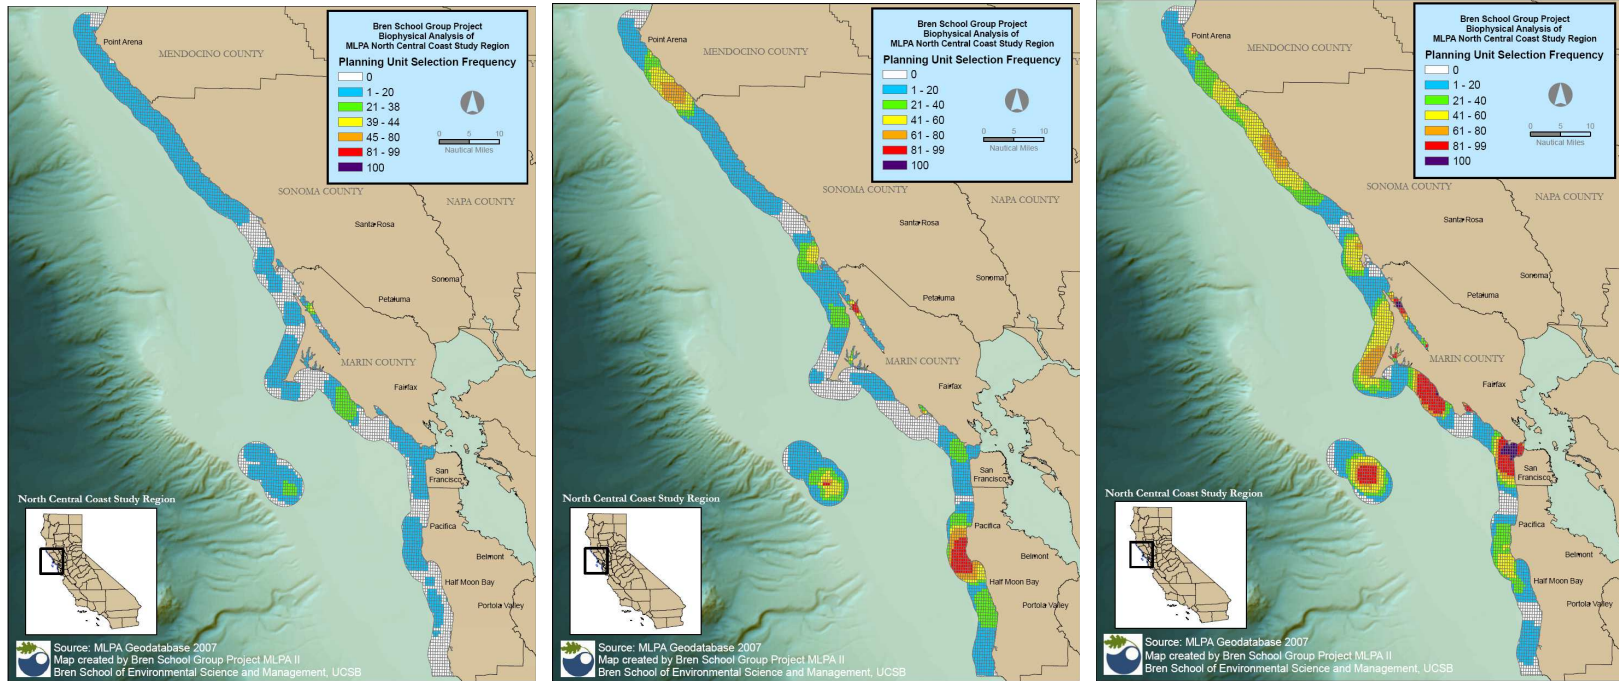 Bren School Group Project
Biophysical Analysis of
MLPA North Central Coast Study Region
Planning Unit Selection Frequency
0
1 - 20
21 - 38
39 - 44
45 - 80
81 - 99
100
0 5 10
Nautical Miles
Point Arena
MENDOCINO COUNTY
SONOMA COUNTY
NAPA COUNTY
Santa Rosa
Sonoma
Petaluma
MARIN COUNTY
Fairfax
San
Francisco
North Central Coast Study Region
Pacifica
Belmont
Half Moon Bay
Portola Valley
Source: MLPA Geodatabase 2007
Map created by Bren School Group Project MLPA II
Bren School of Environmental Science and Management, UCSB
Bren School Group Project
Biophysical Analysis of
MLPA North Central Coast Study Region
Planning Unit Selection Frequency
0
1 - 20
21 - 40
41 - 60
61 - 80
81 - 99
100
0 5 10
Nautical Miles
Point Arena
MENDOCINO COUNTY
SONOMA COUNTY
NAPA COUNTY
Santa Rosa
Sonoma
Petaluma
MARIN COUNTY
Fairfax
San
Francisco
North Central Coast Study Region
Pacifica
Belmont
Half Moon Bay
Portola Valley
Source: MLPA Geodatabase 2007
Map created by Bren School Group Project MLPA II
Bren School of Environmental Science and Management, UCSB
Bren School Group Project
Biophysical Analysis of
MLPA North Central Coast Study Region
Planning Unit Selection Frequency
0
1 - 20
21 - 40
41 - 60
61 - 80
81 - 99
100
0 5 10
Nautical Miles
Point Arena
MENDOCINO COUNTY
SONOMA COUNTY
NAPA COUNTY
Santa Rosa
Sonoma
Petaluma
MARIN COUNTY
Fairfax
San
Francisco
North Central Coast Study Region
Pacifica
Belmont
Half Moon Bay
Portola Valley
Source: MLPA Geodatabase 2007
Map created by Bren School Group Project MLPA II
Bren School of Environmental Science and Management, UCSB